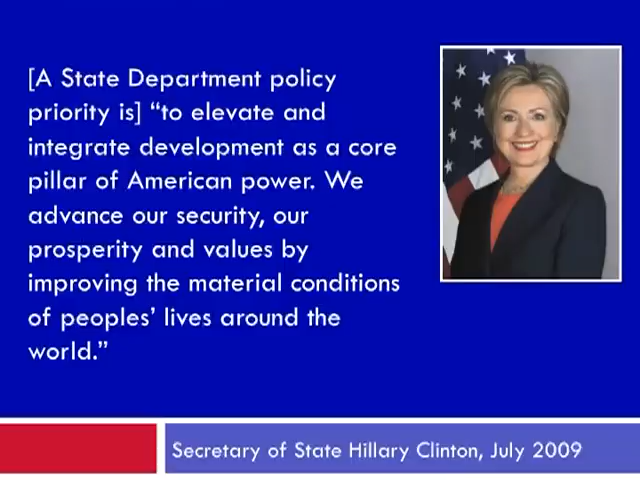 [A State Department policy
priority is] “to elevate and
integrate development as a core
pillar of American power. We
advance our security, our
prosperity and values by
improving the material conditions
of peoples’ lives around the
world.”
Secretary of State Hillary Clinton, July 2009